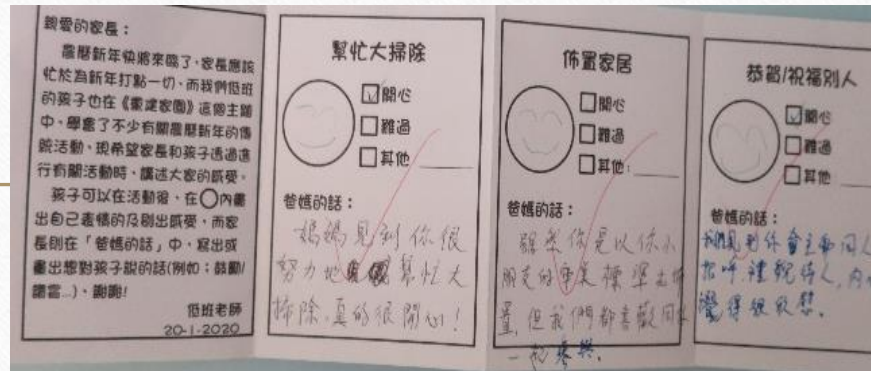 親愛的家長：
農曆新年快將來臨了，家長應該
忙於為新年打點一切，而我們低班
的孩子也在《重建家園》這個主題
中，學會了不少有關農曆新年的傳
統活動，現希望家長和孩子透過進
行有關活動時，講述大家的感受。
孩子可以在活動後，在○內畫
出自己表情的及剔出感受，而家
長則在「爸媽的話」中，寫出或
畫出想對孩子說的話(例如：鼓勵/
讚賞...)，謝謝!
低班老師
20-1-2020
幫忙大掃除
開心
難過
其他
爸媽的話：
媽媽見到你很
努力地幫忙大
掃除，真的很開心！
佈置家居
開心
難過
其他：
爸媽的話：
雖然你是以你小
朋友的標準去佈
置，但我們都喜歡同你
一起參與。
恭賀/祝福別人
開心
難過
其他
爸媽的話：
我們見到你會主動同人
招呼，禮貌待人，內心
覺得很欣慰。